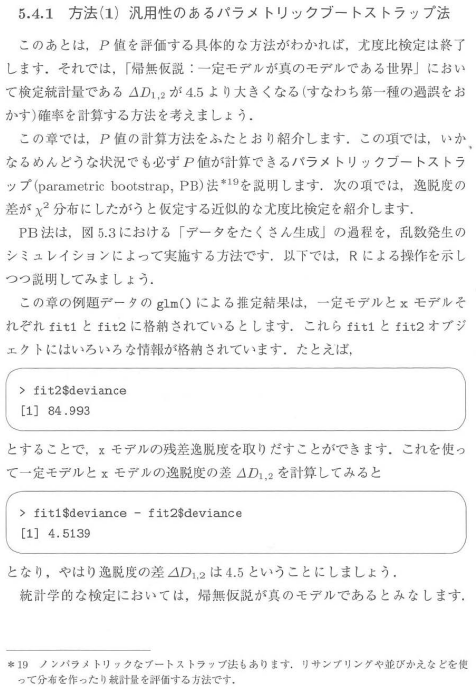 5.4.1 方法(1) 汎用性のあるパラメトリックブートストラップ法
このあとは，P 値を評価する具体的な方法がわかれば，尤度比検定は終了
します．それでは，「帰無仮説：一定モデルが真のモデルである世界」におい
て検定統計量である ΔD1,2 が 4.5 より大きくなる(すなわち第一種の過誤をお
かす)確率を計算する方法を考えましょう．
この章では，P 値の計算方法をふたとおり紹介します．この項では，いか
なるめんどうな状況でも必ず P 値が計算できるパラメトリックブートストラ
ップ(parametric bootstrap, PB)法*19を説明します．次の項では，逸脱度の
差が χ² 分布にしたがうと仮定する近似的な尤度比検定を紹介します．
PB法は，図 5.3 における「データをたくさん生成」の過程を，乱数発生の
シミュレイションによって実施する方法です．以下では，R による操作を示し
つつ説明してみましょう．
この章の例題データの glm() による推定結果は，一定モデルと x モデルそ
れぞれ fit1 と fit2 に格納されているとします．これら fit1 と fit2 オブジ
ェクトにはいろいろな情報が格納されています．たとえば，
> fit2$deviance
[1] 84.993
とすることで，x モデルの残差逸脱度を取りだすことができます．これを使っ
て一定モデルと x モデルの逸脱度の差 ΔD1,2 を計算してみると
> fit1$deviance - fit2$deviance
[1] 4.5139
となり，やはり逸脱度の差 ΔD1,2 は 4.5 ということにしましょう．
統計学的な検定においては，帰無仮説が真のモデルであるとみなします．
*19 ノンパラメトリックなブートストラップ法もあります．リサンプリングや並びかえなどを使
って分布を作ったり統計量を評価する方法です．